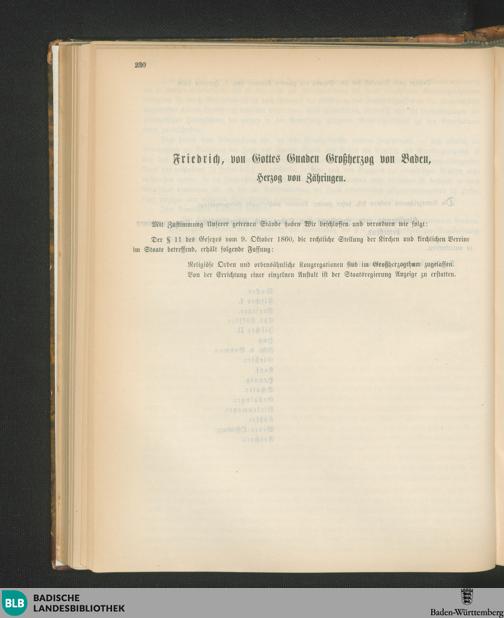 230
Friedrich, von Gottes Gnaden Großherzog von Baden,
Herzog von Zähringen.
Mit Zustimmung Unserer getreuen Stände haben Wir beschlossen und verordnen wie folgt:
Der § 11 des Gesetzes vom 9. Oktober 1860, die rechtliche Stellung der Kirchen und kirchlichen Vereine
im Staate betreffend, erhält folgende Fassung:
Religiöse Orden und ordensähnliche Kongregationen sind im Großherzogthum zugelassen.
Von der Errichtung einer einzelnen Anstalt ist der Staatsregierung Anzeige zu erstatten.
BLB
BADISCHE
LANDESBIBLIOTHEK
Baden-Württemberg